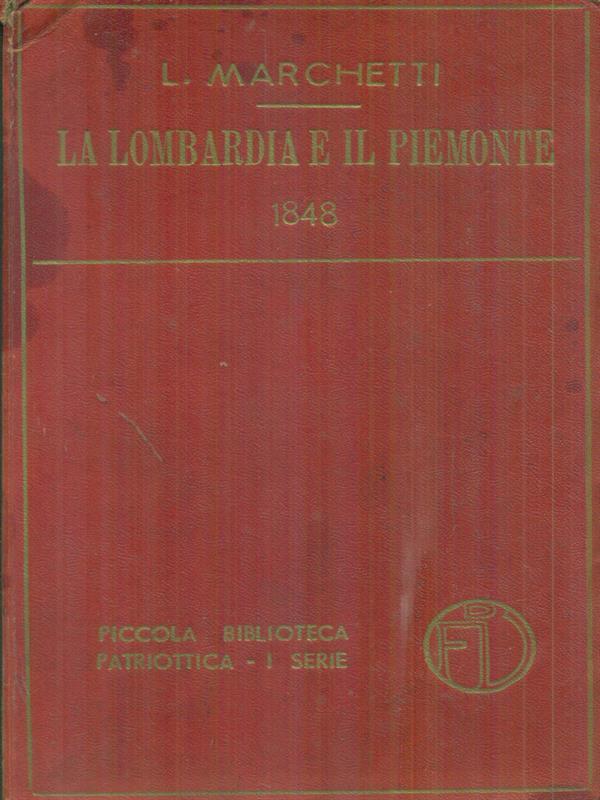 L. MARCHETTI
LA LOMBARDIA E IL PIEMONTE
1848
PICCOLA BIBLIOTECA
PATRIOTTICA - I SERIE